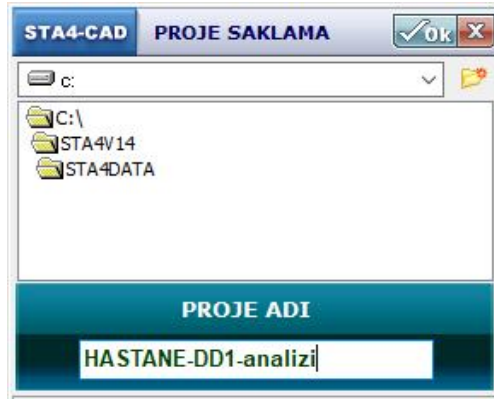 STA4-CAD PROJE SAKLAMA Ok X
c:
C:\
STA4V14
STA4DATA
PROJE ADI
HASTANE-DD1-analizi